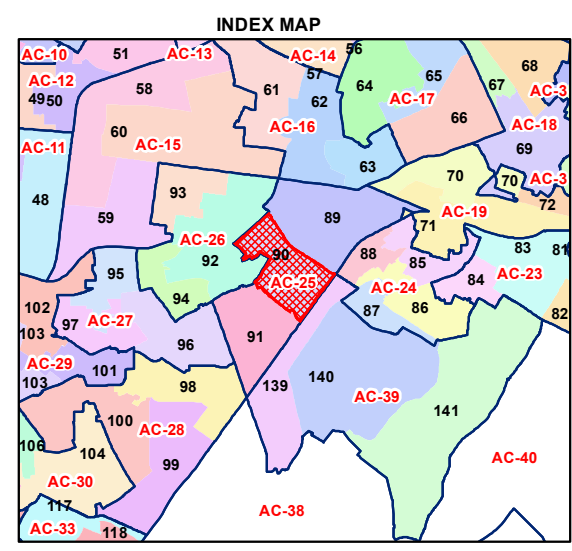 INDEX MAP
AC-10
51
AC-13
AC-14
56
68
AC-12
58
57
65
64
67
AC-3
49 50
61
62
AC-17
60
AC-16
66
AC-18
AC-11
AC-15
69
63
70
70
AC-3
48
93
72
59
89
71
AC-19
AC-26
90
88
83
81
95
92
AC-25
85
84
AC-23
94
AC-24
102
97
AC-27
87
86
82
103
96
91
AC-29
101
103
98
139
140
AC-39
100
141
AC-28
106
104
99
AC-40
AC-30
117
AC-38
AC-33
118